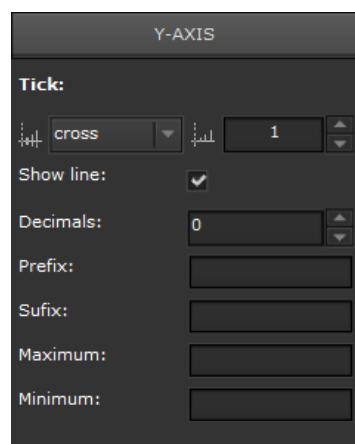 Y-AXIS
Tick:
cross 1
Show line:
Decimals: 0
Prefix:
Sufix:
Maximum:
Minimum: